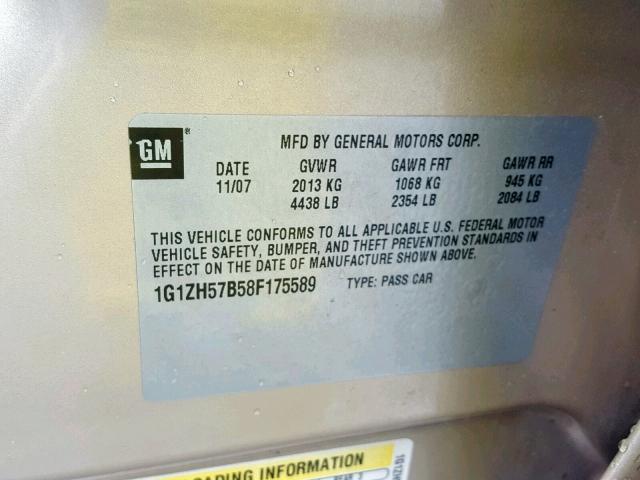 GM ®
MFD BY GENERAL MOTORS CORP.
DATE GVWR GAWR FRT GAWR RR
11/07 2013 KG 1068 KG 945 KG
4438 LB 2354 LB 2084 LB
THIS VEHICLE CONFORMS TO ALL APPLICABLE U.S. FEDERAL MOTOR
VEHICLE SAFETY, BUMPER, AND THEFT PREVENTION STANDARDS IN
EFFECT ON THE DATE OF MANUFACTURE SHOWN ABOVE.
1G1ZH57B58F175589 TYPE: PASS CAR
INFORMATION
1G1ZH